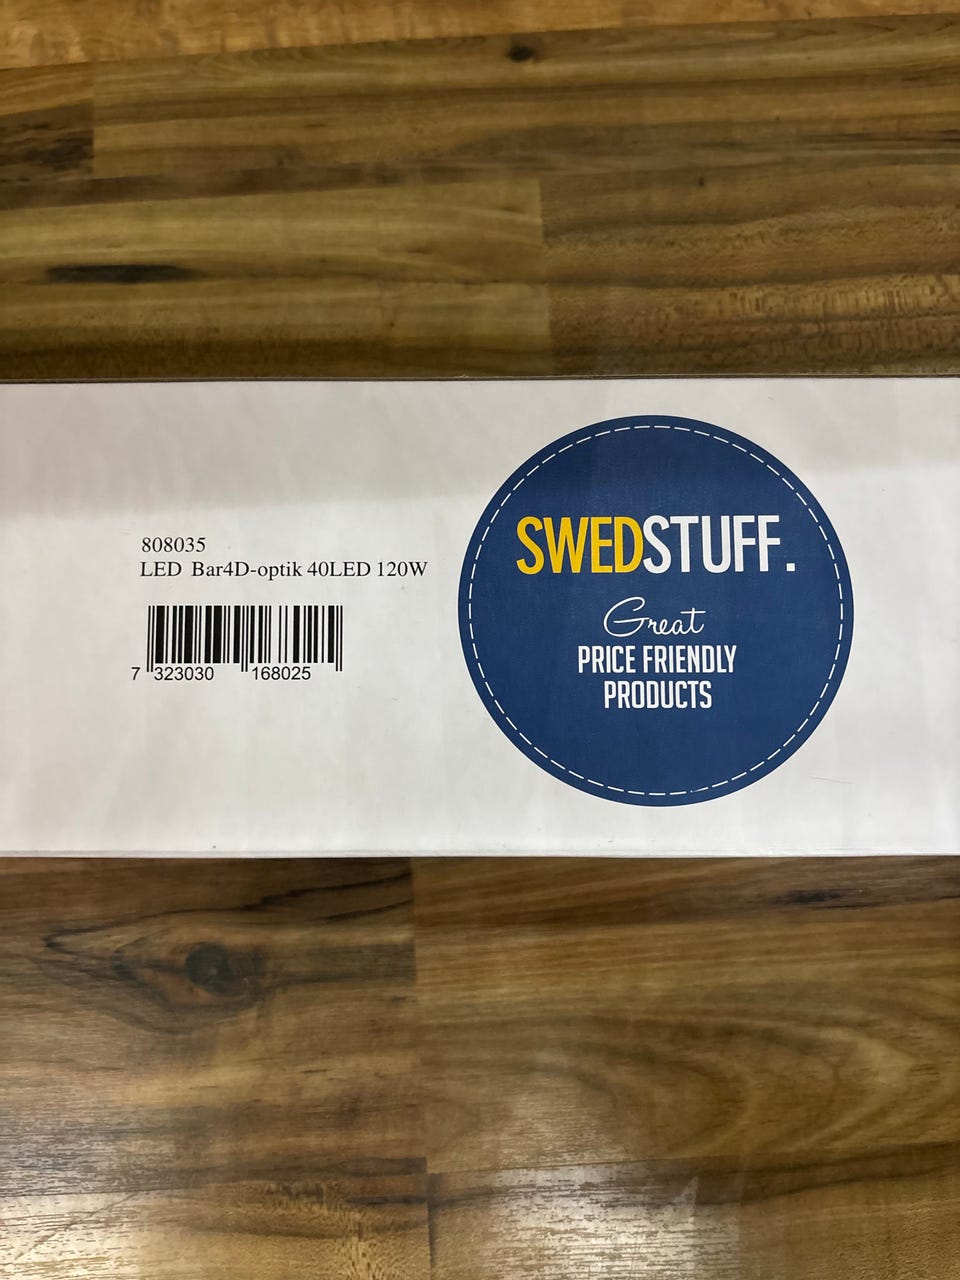 808035
LED Bar4D-optik 40LED 120W
7 323030 168025
SWEDSTUFF.
Great
PRICE FRIENDLY
PRODUCTS